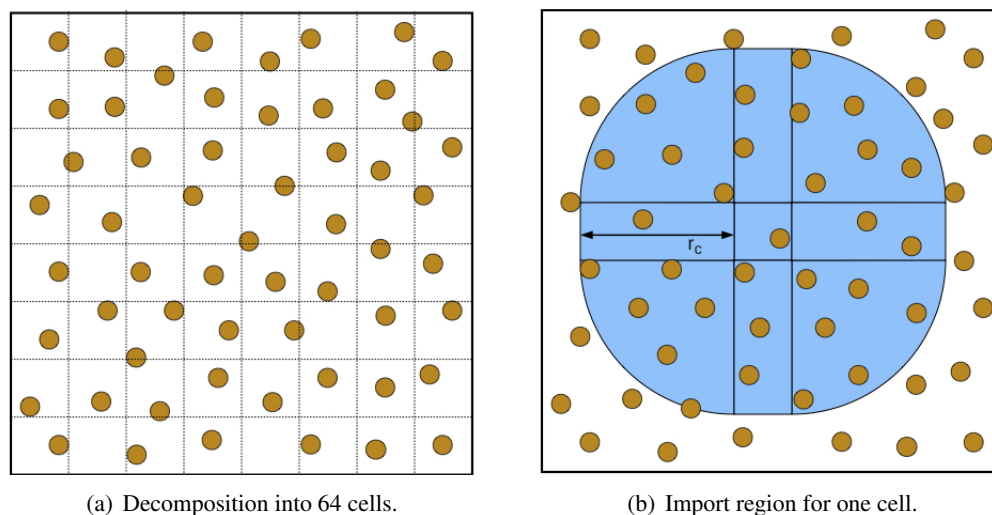 r_C
(a) Decomposition into 64 cells.
(b) Import region for one cell.